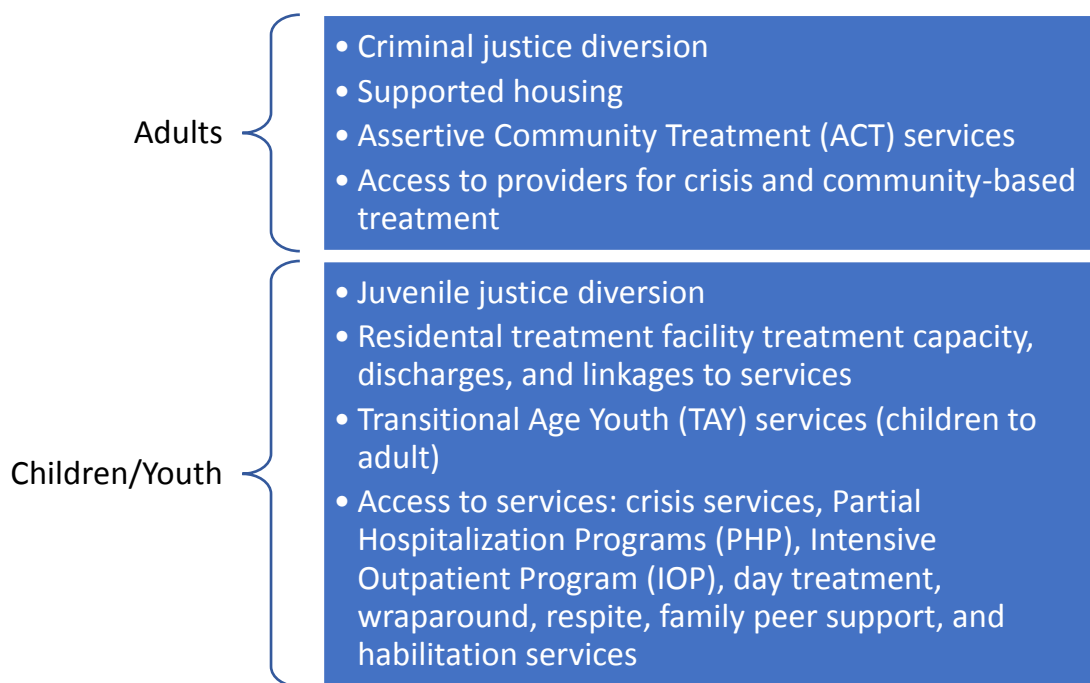 Adults
• Criminal justice diversion
• Supported housing
• Assertive Community Treatment (ACT) services
• Access to providers for crisis and community-based
treatment
Children/Youth
• Juvenile justice diversion
• Residental treatment facility treatment capacity,
discharges, and linkages to services
• Transitional Age Youth (TAY) services (children to
adult)
• Access to services: crisis services, Partial
Hospitalization Programs (PHP), Intensive
Outpatient Program (IOP), day treatment,
wraparound, respite, family peer support, and
habilitation services